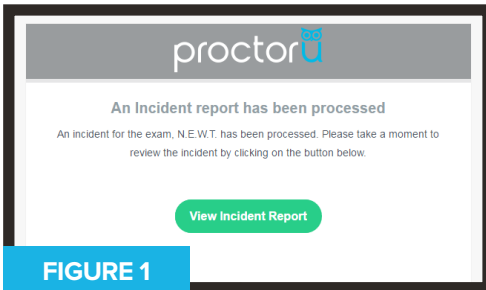 proctorü
An Incident report has been processed
An incident for the exam, N.E.W.T. has been processed. Please take a moment to
review the incident by clicking on the button below.
View Incident Report
FIGURE 1